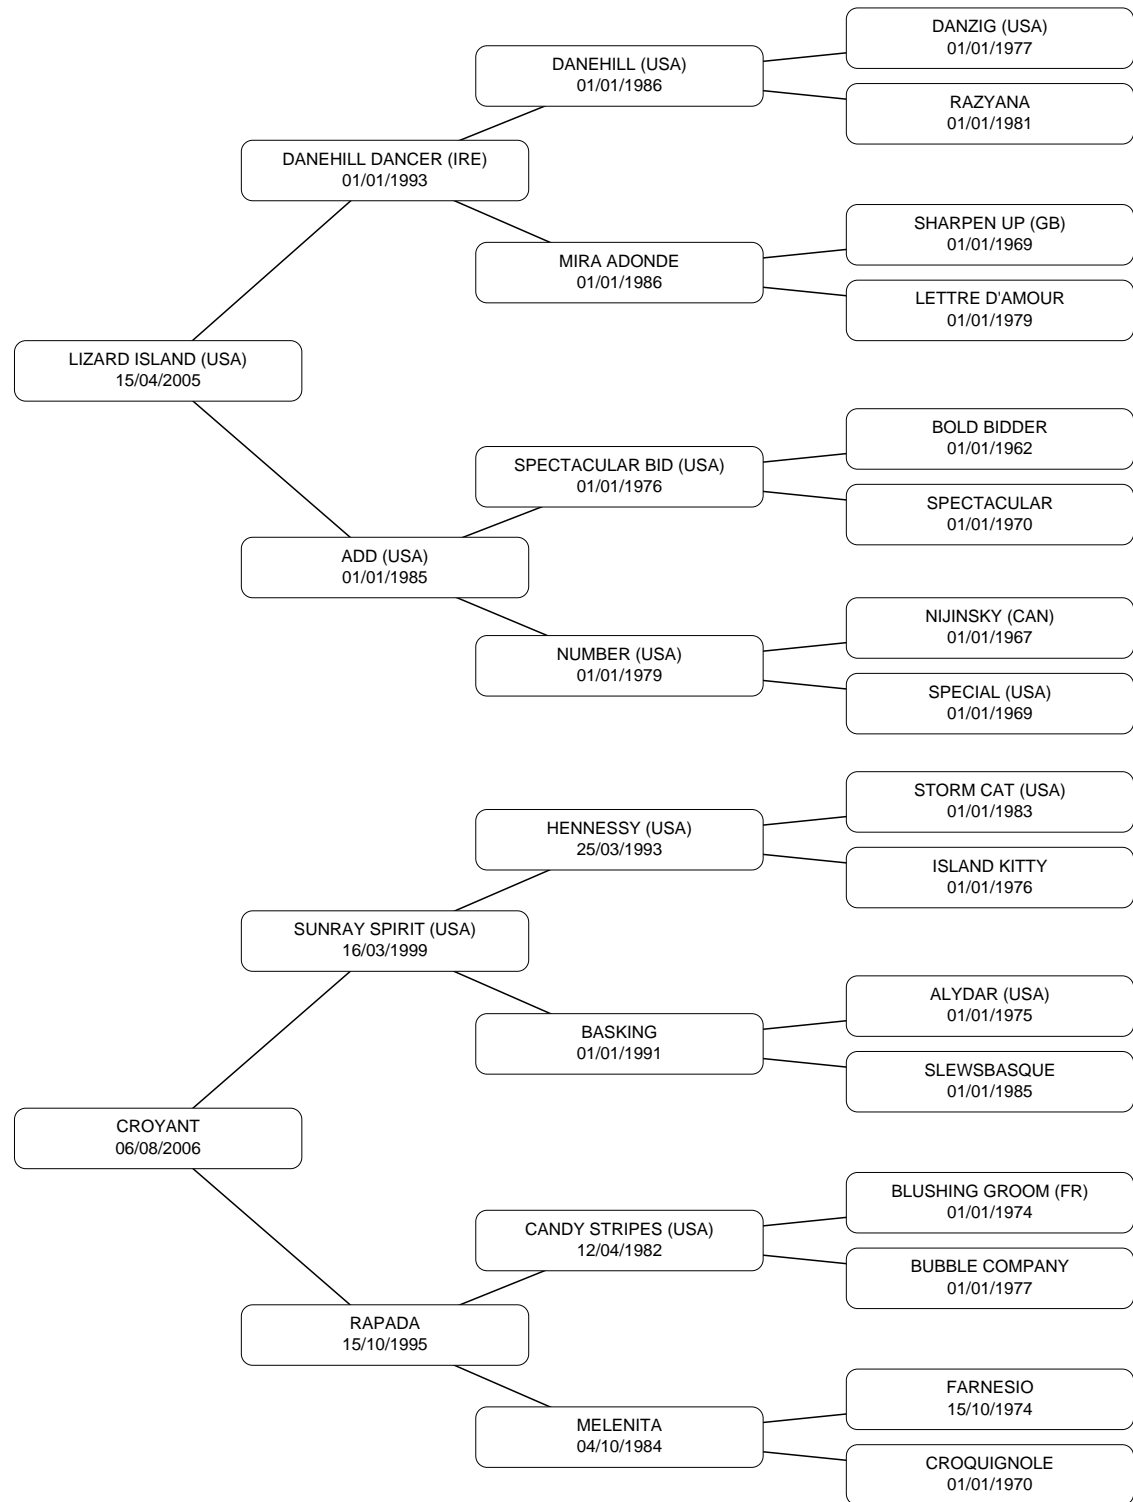 DANZIG (USA)
01/01/1977
DANEHILL (USA)
01/01/1986
RAZYANA
01/01/1981
DANEHILL DANCER (IRE)
01/01/1993
SHARPEN UP (GB)
01/01/1969
MIRA ADONDE
01/01/1986
LETTRE D'AMOUR
01/01/1979
LIZARD ISLAND (USA)
15/04/2005
BOLD BIDDER
01/01/1962
SPECTACULAR BID (USA)
01/01/1976
SPECTACULAR
01/01/1970
ADD (USA)
01/01/1985
NIJINSKY (CAN)
01/01/1967
NUMBER (USA)
01/01/1979
SPECIAL (USA)
01/01/1969
STORM CAT (USA)
01/01/1983
HENNESSY (USA)
25/03/1993
ISLAND KITTY
01/01/1976
SUNRAY SPIRIT (USA)
16/03/1999
ALYDAR (USA)
01/01/1975
BASKING
01/01/1991
SLEWSBASQUE
01/01/1985
CROYANT
06/08/2006
BLUSHING GROOM (FR)
01/01/1974
CANDY STRIPES (USA)
12/04/1982
BUBBLE COMPANY
01/01/1977
RAPADA
15/10/1995
FARNESIO
15/10/1974
MELENITA
04/10/1984
CROQUIGNOLE
01/01/1970